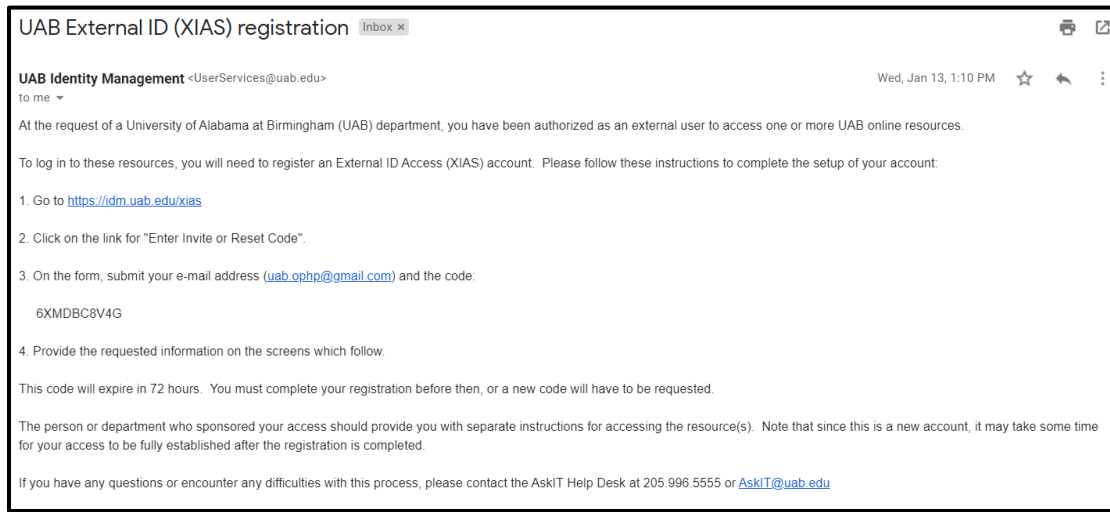 UAB External ID (XIAS) registration Inbox ×
UAB Identity Management <UserServices@uab.edu> Wed, Jan 13, 1:10 PM
to me
At the request of a University of Alabama at Birmingham (UAB) department, you have been authorized as an external user to access one or more UAB online resources.
To log in to these resources, you will need to register an External ID Access (XIAS) account.  Please follow these instructions to complete the setup of your account:
1. Go to https://idm.uab.edu/xias
2. Click on the link for "Enter Invite or Reset Code".
3. On the form, submit your e-mail address (uab.ophp@gmail.com) and the code:
6XMDBC8V4G
4. Provide the requested information on the screens which follow.
This code will expire in 72 hours.  You must complete your registration before then, or a new code will have to be requested.
The person or department who sponsored your access should provide you with separate instructions for accessing the resource(s).  Note that since this is a new account, it may take some time
for your access to be fully established after the registration is completed.
If you have any questions or encounter any difficulties with this process, please contact the AskIT Help Desk at 205.996.5555 or AskIT@uab.edu